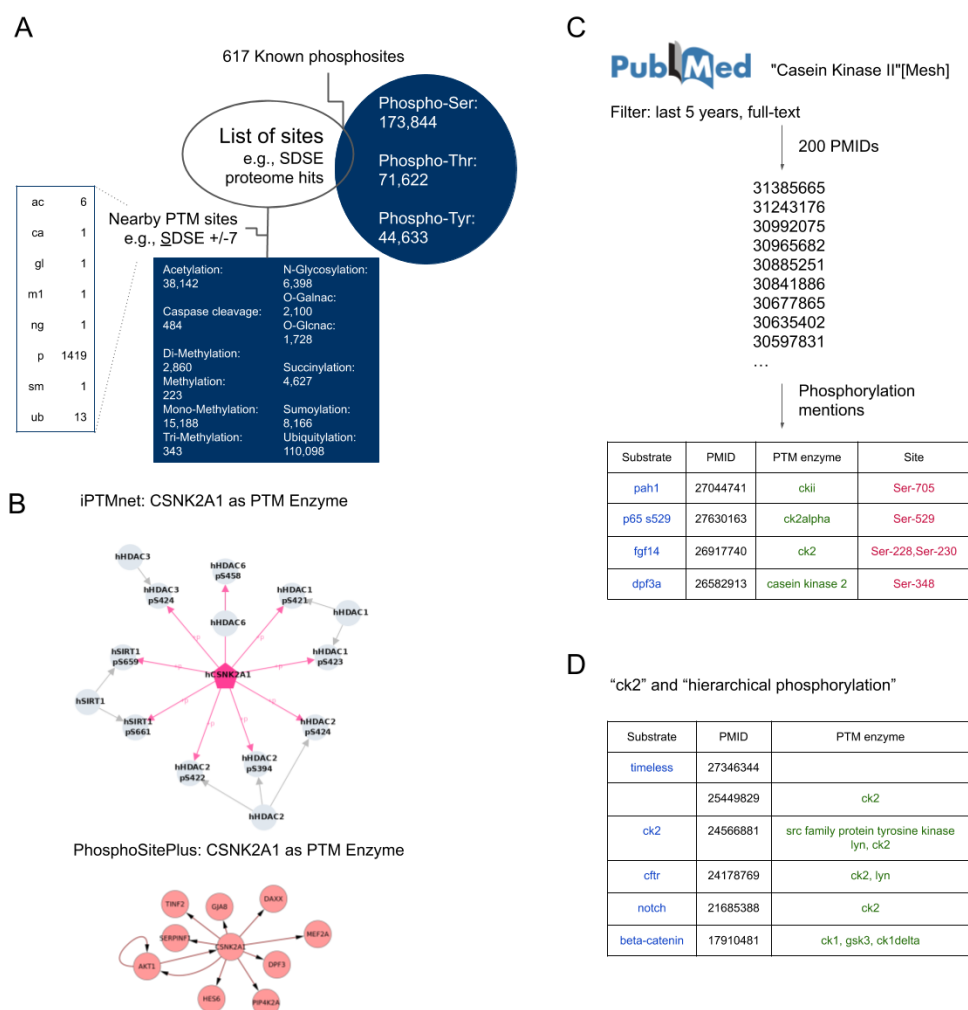 A
617 Known phosphosites
Phospho-Ser:
173,844
Phospho-Thr:
71,622
Phospho-Tyr:
44,633
List of sites
e.g., SDSE
proteome hits
Nearby PTM sites
e.g., SDSE +/-7
ac 6
ca 1
gl 1
m1 1
ng 1
p 1419
sm 1
ub 13
Acetylation:
38,142
Caspase cleavage:
484
Di-Methylation:
2,860
Methylation:
223
Mono-Methylation:
15,188
Tri-Methylation:
343
N-Glycosylation:
6,398
O-Galnac:
2,100
O-Glcnac:
1,728
Succinylation:
4,627
Sumoylation:
8,166
Ubiquitylation:
110,098
B
iPTMnet: CSNK2A1 as PTM Enzyme
hHDAC3
hHDAC3
pS424
hHDAC6
pS458
hHDAC6
hHDAC1
pS421
hHDAC1
hHDAC1
pS423
hSIRT1
pS659
hSIRT1
hSIRT1
pS661
hCSNK2A1
hHDAC2
pS424
hHDAC2
pS422
hHDAC2
pS394
hHDAC2
+p
+p
+p
+p
+p
+p
+p
+p
PhosphoSitePlus: CSNK2A1 as PTM Enzyme
TINF2
GJA8
DAXX
SERPINF1
CSNK2A1
MEF2A
AKT1
DPF3
HES6
PIP4K2A
C
PubMed
"Casein Kinase II"[Mesh]
Filter: last 5 years, full-text
200 PMIDs
31385665
31243176
30992075
30965682
30885251
30841886
30677865
30635402
30597831
...
Phosphorylation
mentions
Substrate PMID PTM enzyme Site
pah1 27044741 ckii Ser-705
p65 s529 27630163 ck2alpha Ser-529
fgf14 26917740 ck2 Ser-228,Ser-230
dpf3a 26582913 casein kinase 2 Ser-348
D
“ck2” and “hierarchical phosphorylation”
Substrate PMID PTM enzyme
timeless 27346344
25449829 ck2
ck2 24566881 src family protein tyrosine kinase
lyn, ck2
cftr 24178769 ck2, lyn
notch 21685388 ck2
beta-catenin 17910481 ck1, gsk3, ck1delta